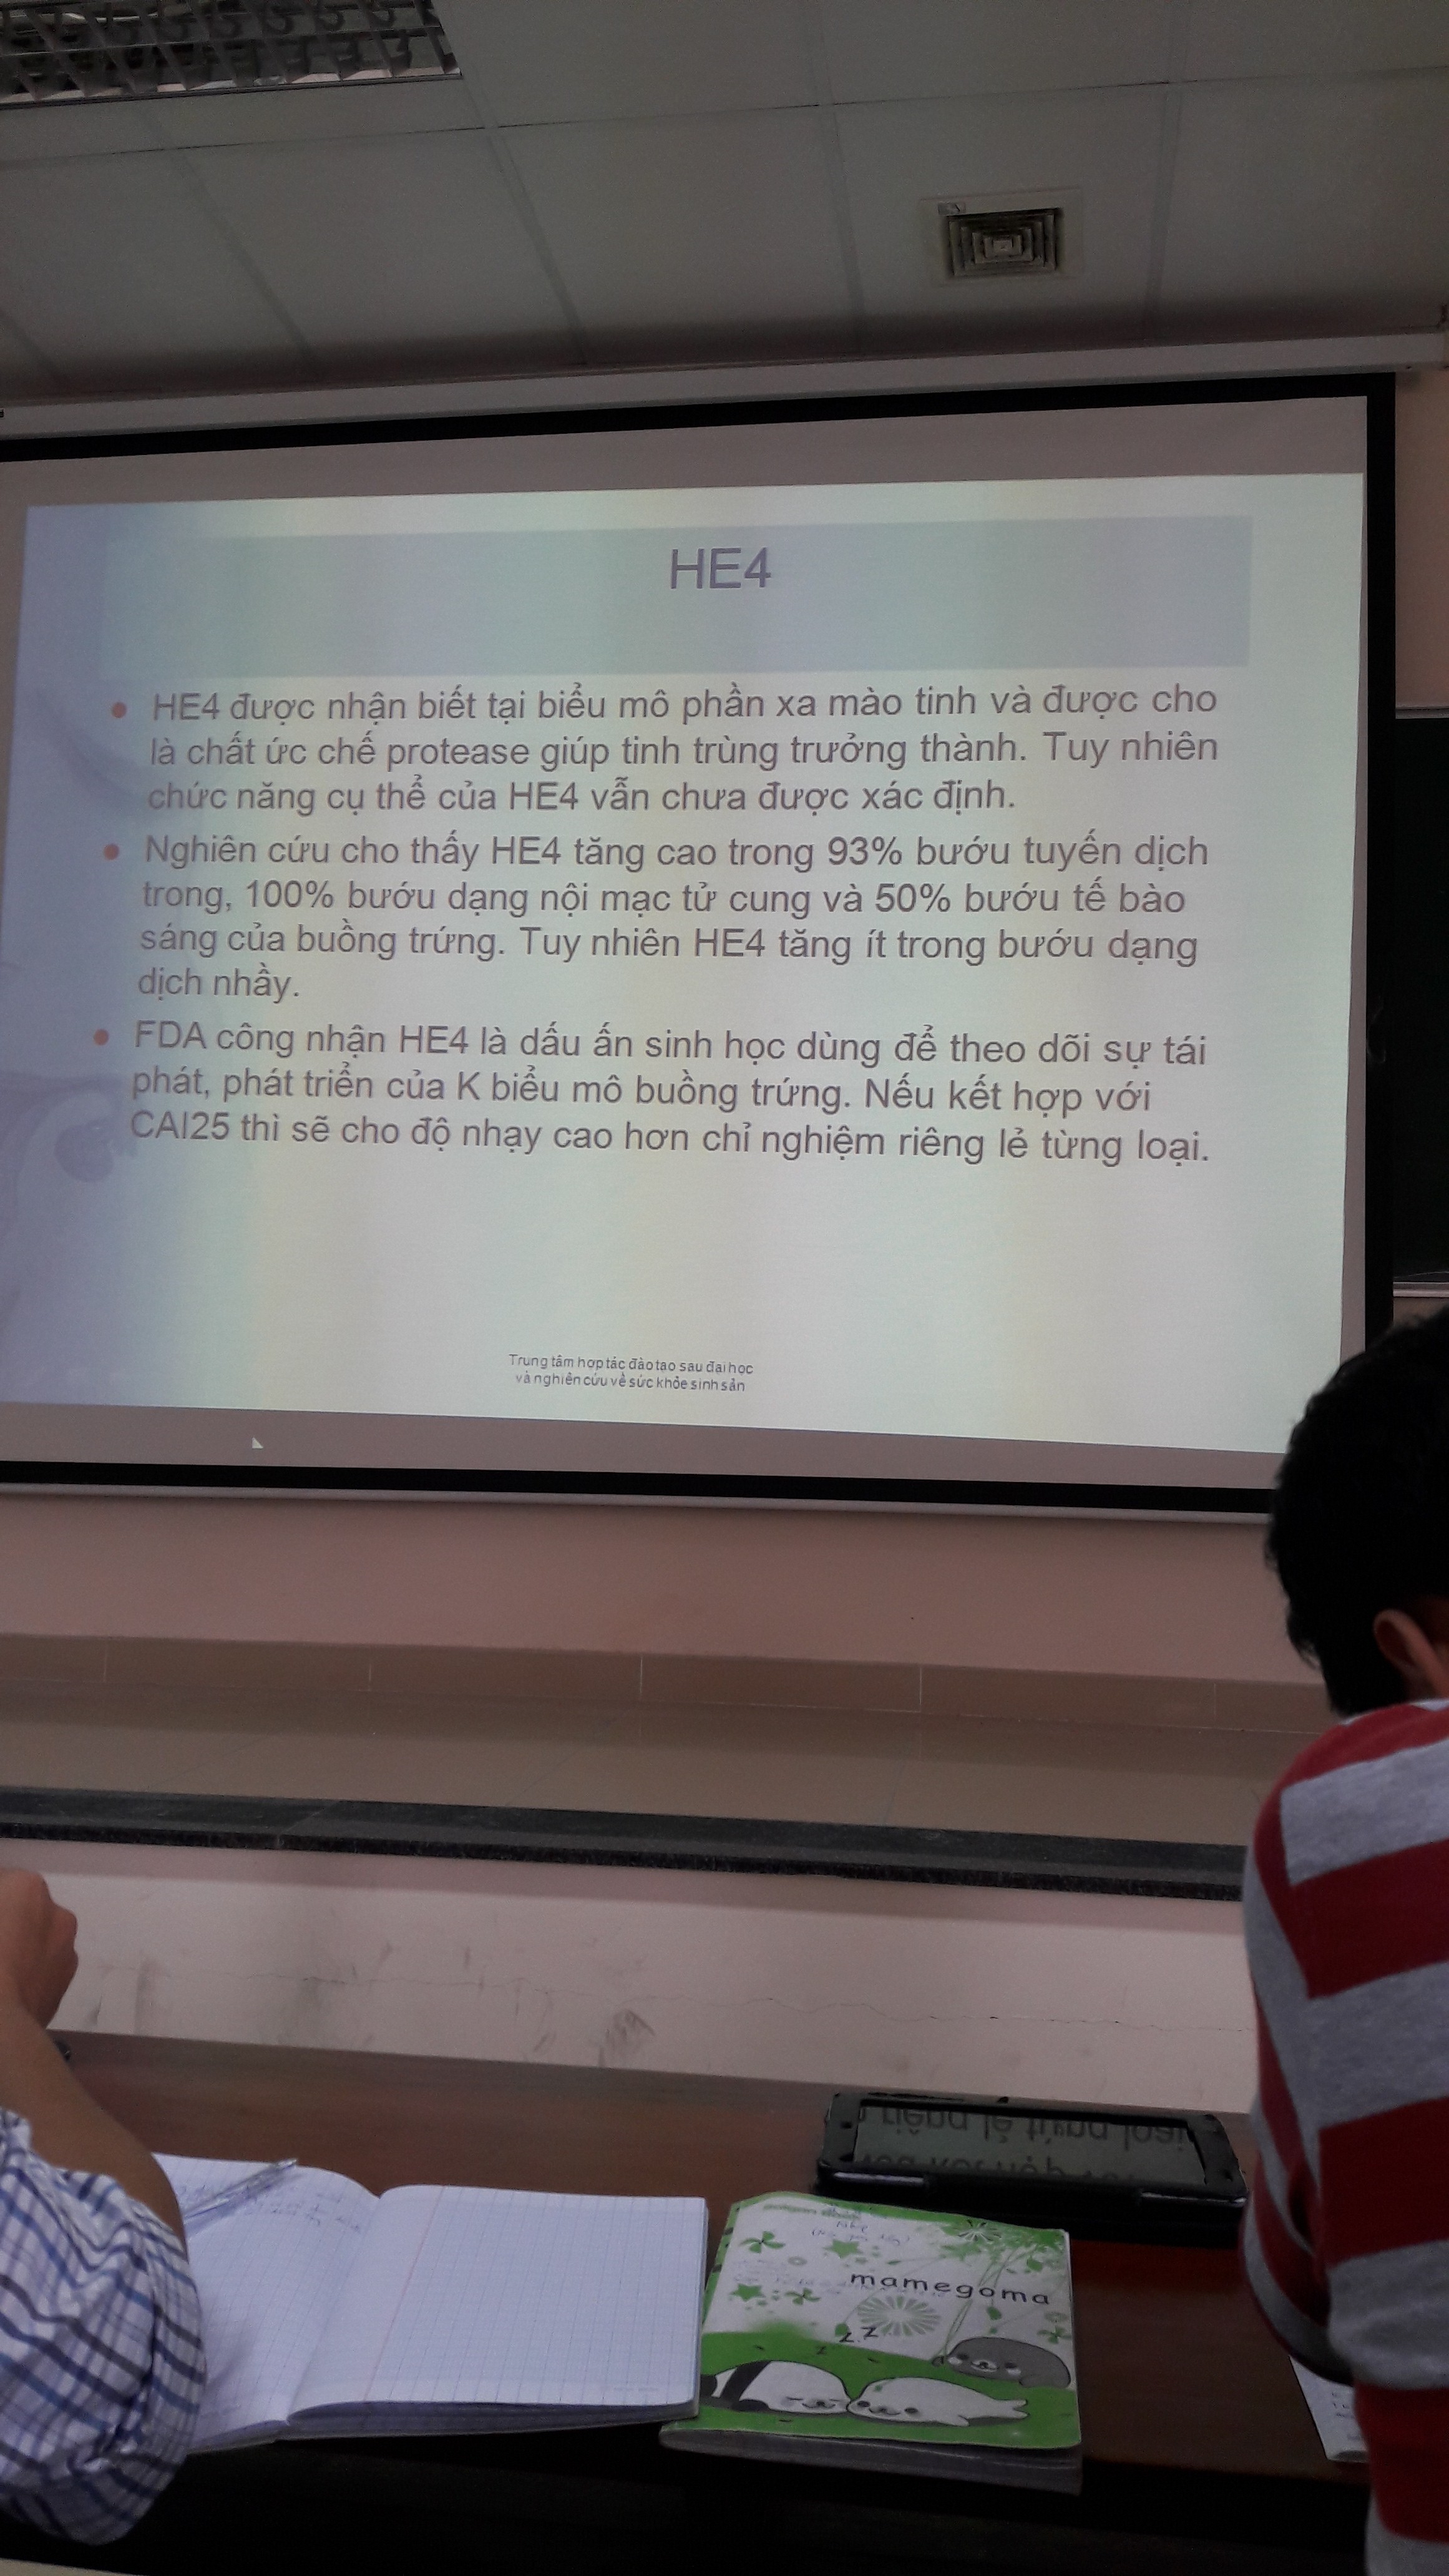 HE4
HE4 được nhận biết tại biểu mô phần xa mào tinh và được cho
là chất ức chế protease giúp tinh trùng trưởng thành. Tuy nhiên
chức năng cụ thể của HE4 vẫn chưa được xác định.
Nghiên cứu cho thấy HE4 tăng cao trong 93% bướu tuyến dịch
trong, 100% bướu dạng nội mạc tử cung và 50% bướu tế bào
sáng của buồng trứng. Tuy nhiên HE4 tăng ít trong bướu dạng
dịch nhầy.
FDA công nhận HE4 là dấu ấn sinh học dùng để theo dõi sự tái
phát, phát triển của K biểu mô buồng trứng. Nếu kết hợp với
CAI25 thì sẽ cho độ nhạy cao hơn chỉ nghiệm riêng lẻ từng loại.
Trung tâm hợp tác đào tạo sau đại học
và nghiên cứu về sức khỏe sinh sản
riêng lẻ từng loại
mamegoma
z z z